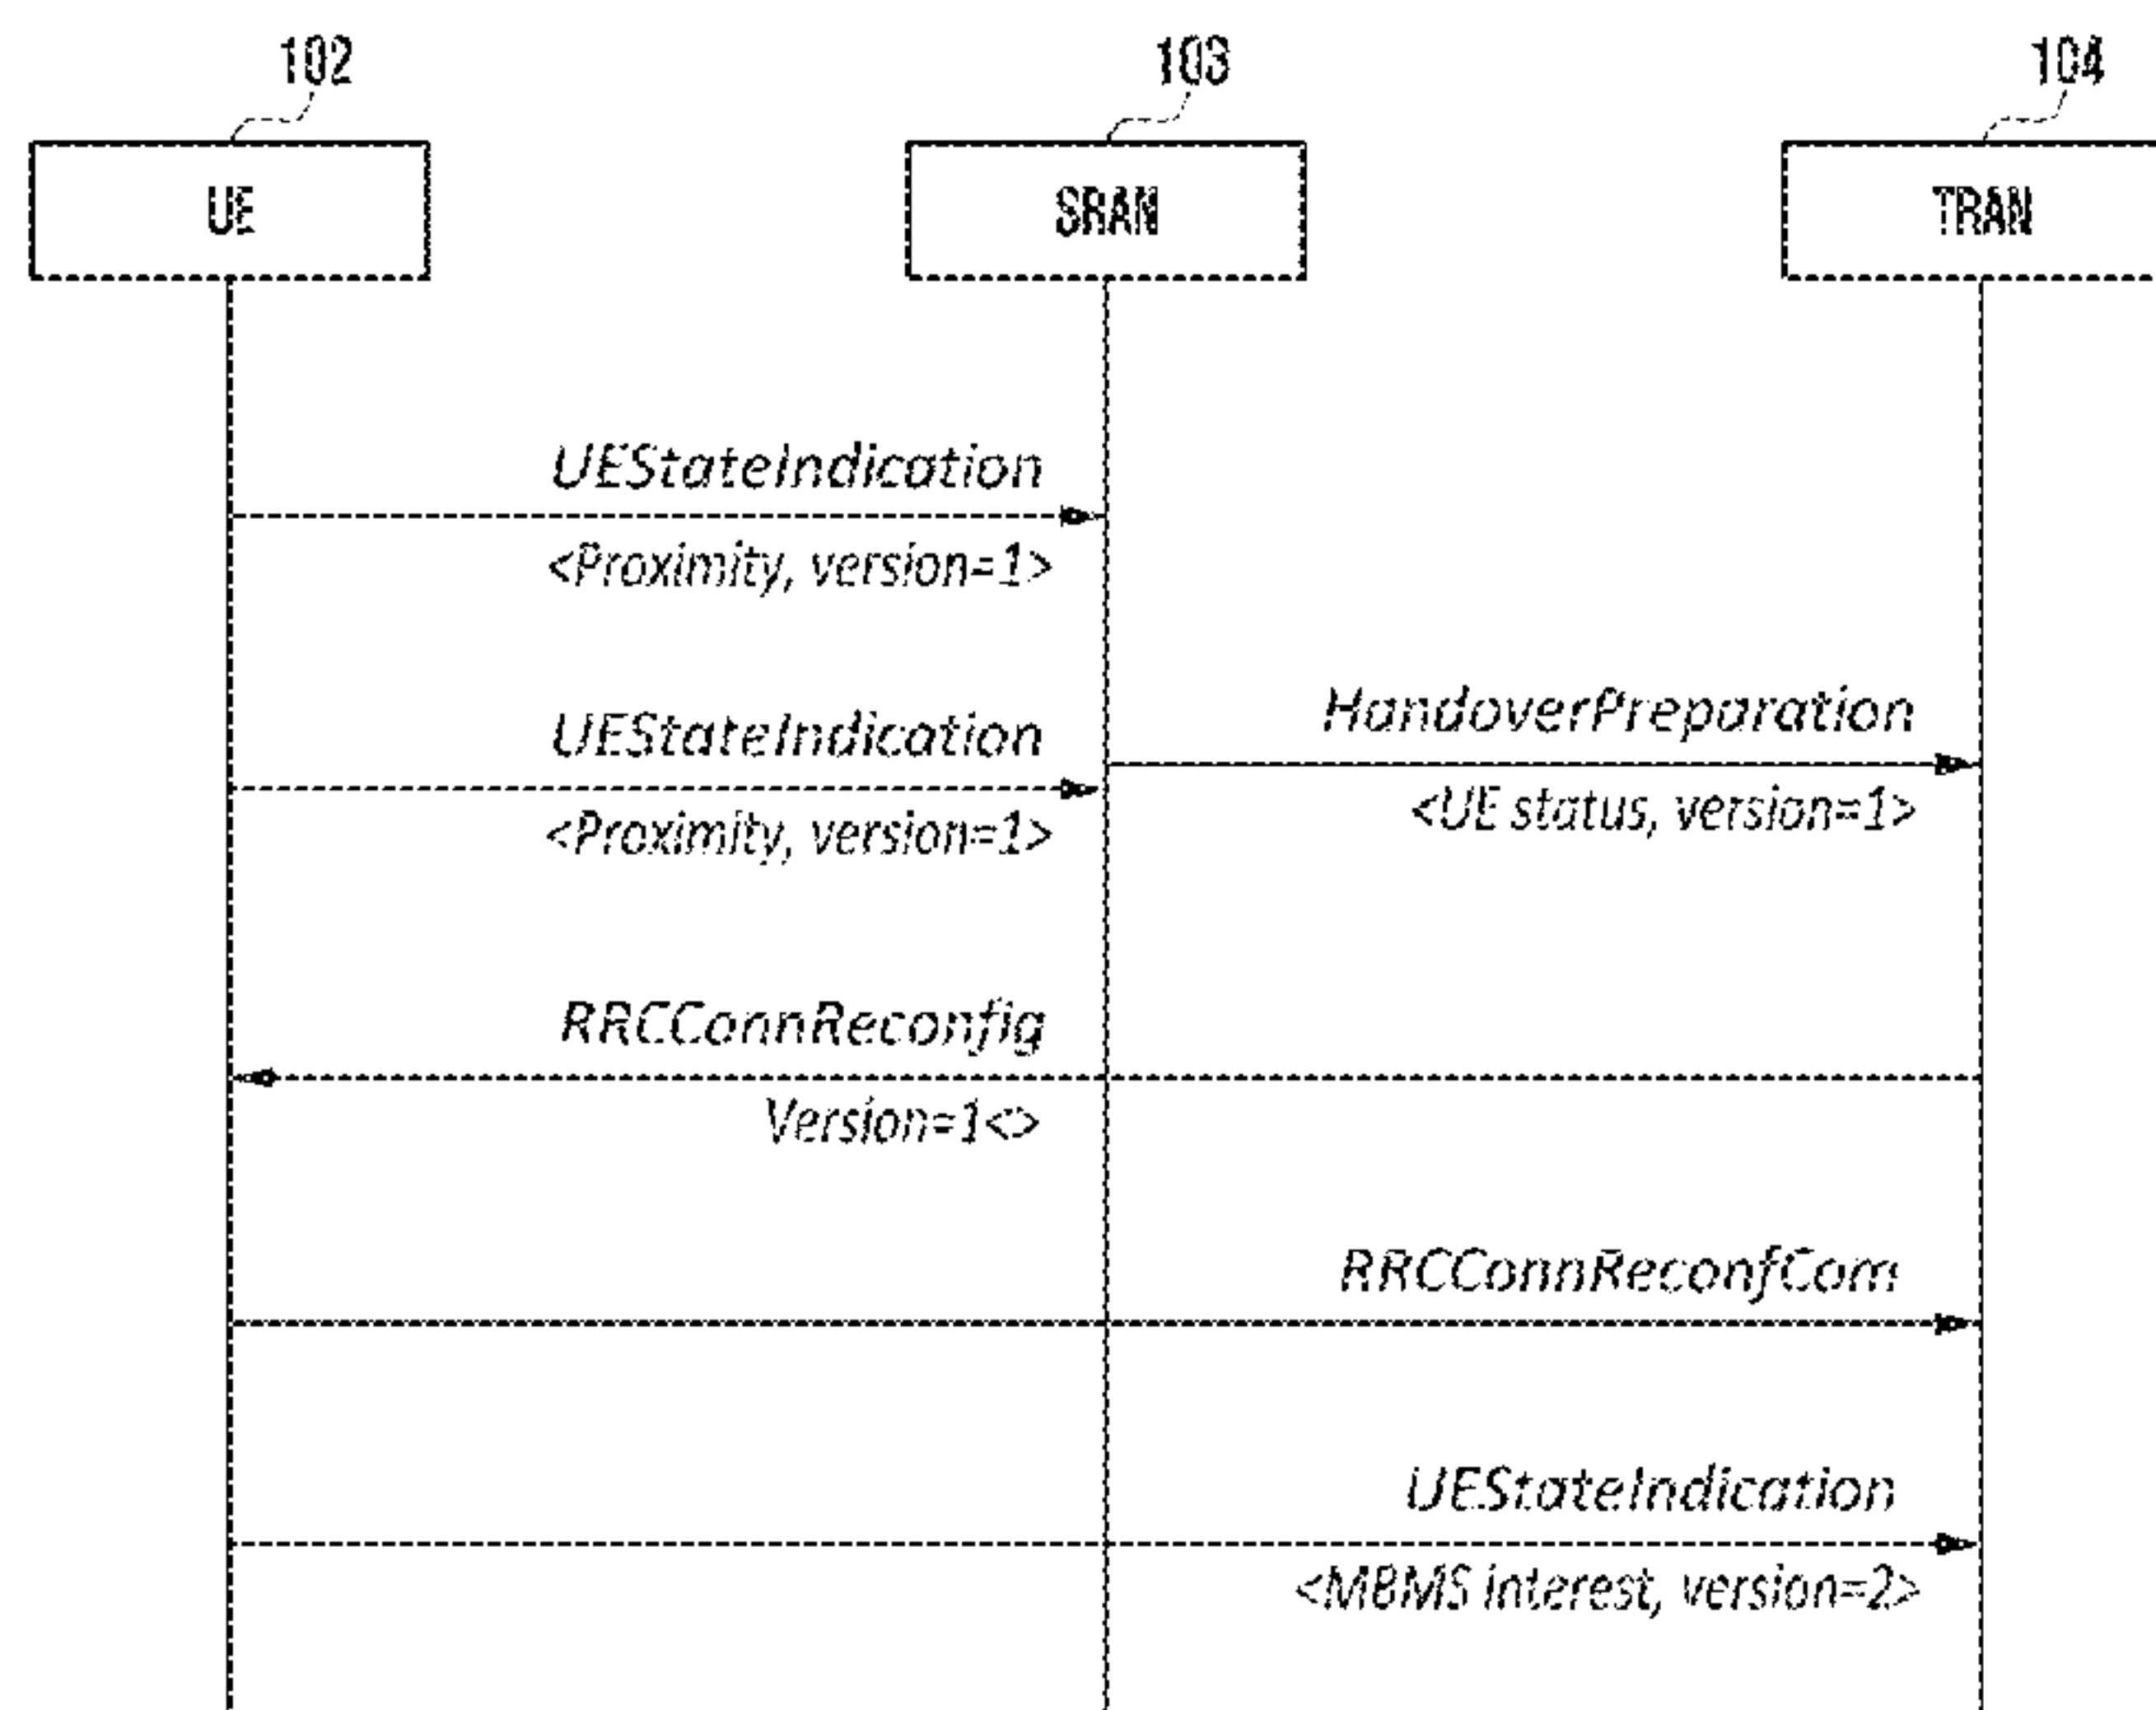 102
103
104
UE
SRAN
TRAN
UEStateIndication
<Proximity, version=1>
HandoverPreparation
<UE status, version=1>
UEStateIndication
<Proximity, version=1>
RRCConnReconfig
Version=1<>
RRCConnReconfCom
UEStateIndication
<MBMS interest, version=2>